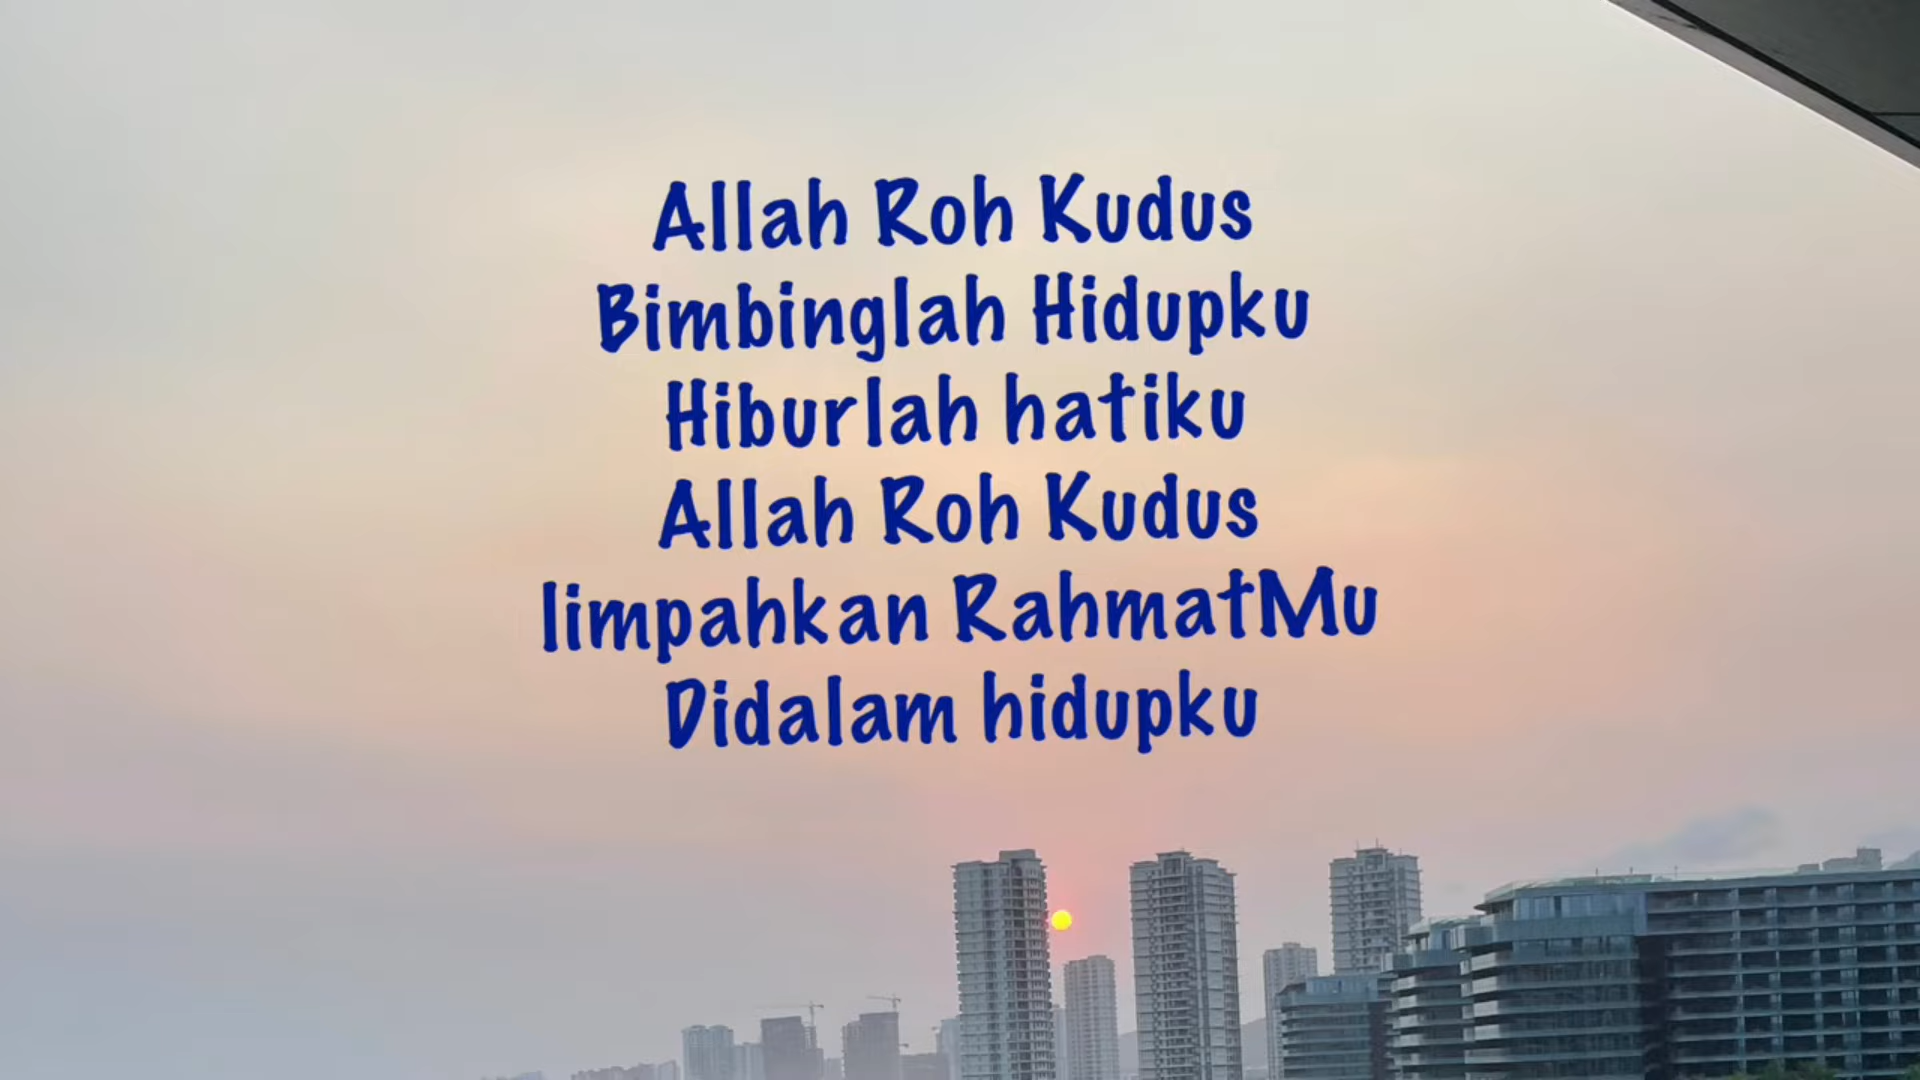 Allah Roh Kudus
Bimbinglah Hidupku
Hiburlah hatiku
Allah Roh Kudus
limpahkan RahmatMu
Didalam hidupku